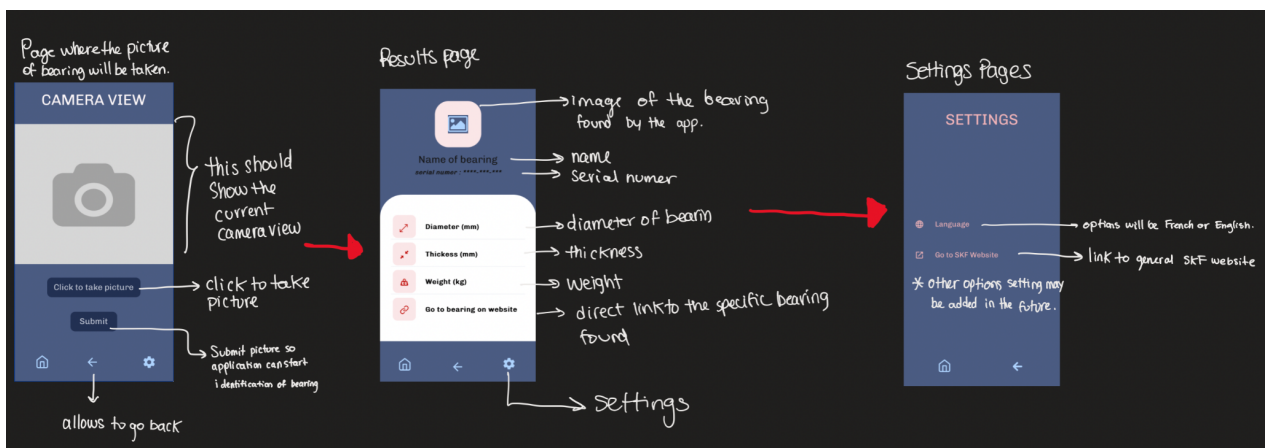 Page where the picture
of bearing will be taken.
CAMERA VIEW
this should
Show the
current
camera view
Click to take picture
click to take
picture
Submit
Submit picture so
application can start
identification of bearing
allows to go back
Results page
image of the bearing
found by the app.
Name of bearing
name
serial numer : ****.***.***
Serial numer
Diameter (mm)
diameter of bearin
Thickess (mm)
thickness
Weight (kg)
Weight
Go to bearing on website
direct link to the specific bearing
found
settings
Settings Pages
SETTINGS
Language
options will be French or English.
Go to SKF Website
link to general SKF website
* other options setting may
be added in the future.